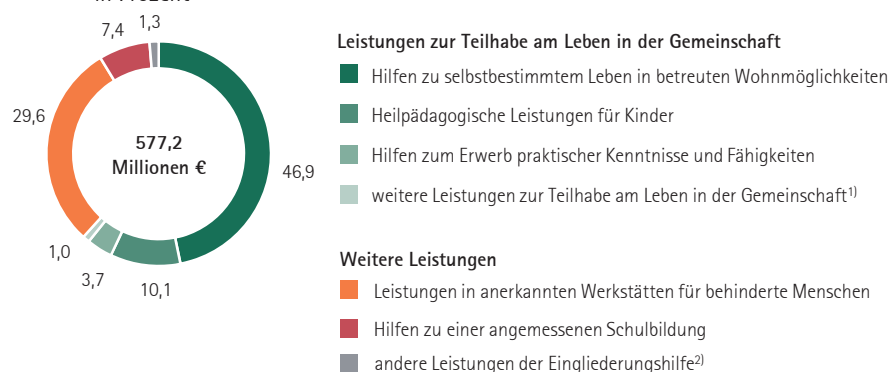 in Prozent
7,4
1,3
29,6
577,2
Millionen €
46,9
1,0
3,7
10,1
Leistungen zur Teilhabe am Leben in der Gemeinschaft
Hilfen zu selbstbestimmtem Leben in betreuten Wohnmöglichkeiten
Heilpädagogische Leistungen für Kinder
Hilfen zum Erwerb praktischer Kenntnisse und Fähigkeiten
weitere Leistungen zur Teilhabe am Leben in der Gemeinschaft1)
Weitere Leistungen
Leistungen in anerkannten Werkstätten für behinderte Menschen
Hilfen zu einer angemessenen Schulbildung
andere Leistungen der Eingliederungshilfe2)